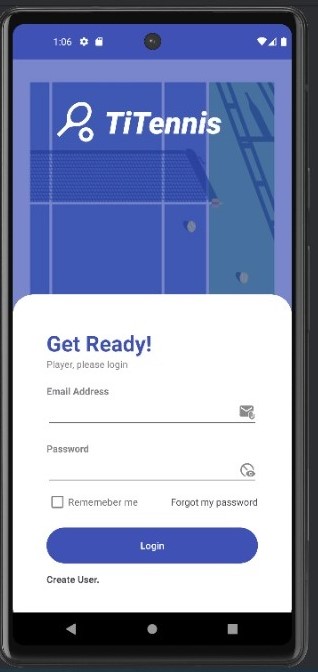 1:06
TiTennis
Get Ready!
Player, please login
Email Address
Password
Rememeber me
Forgot my password
Login
Create User.